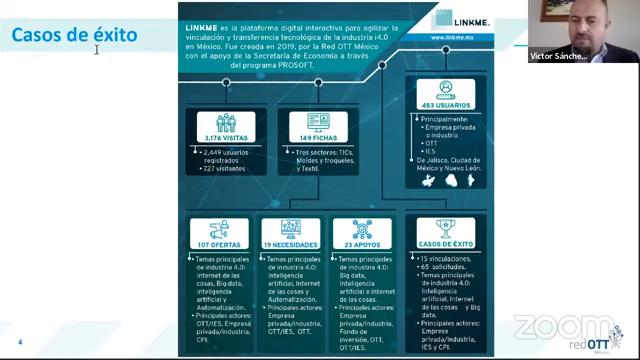 Casos de éxito
LINKME es la plataforma digital interactiva para agilizar la
vinculación y transferencia tecnológica de la industria i4.0
en México. Fue creada en 2019, por la Red OTT México
con el apoyo de la Secretaría de Economía a través
del programa PROSOFT.
LINKME.
www.linkme.mx
Victor Sánche...
3,176 VISITAS
• 2,449 usuarios
registrados
• 727 visitantes
149 FICHAS
• Tres sectores: TICs,
Moldes y troqueles,
y Textil.
483 USUARIOS
• Principalmente:
• Empresa privada
o Industria
• OTT
• IES
• De Jalisco, Ciudad de
México y Nuevo León.
107 OFERTAS
• Temas principales
de industria 4.0:
Internet de las
cosas, Big data,
Inteligencia
artificial y
Automatización.
• Principales actores:
OTT/IES, Empresa
privada/industria,
CPI.
19 NECESIDADES
• Temas principales
de industria 4.0:
Inteligencia
artificial, Internet
de las cosas y
Automatización.
• Principales actores:
Empresa
privada/industria,
OTT/IES, OTT.
23 APOYOS
• Temas principales
de industria 4.0:
Big data,
Inteligencia
artificial e Internet
de las cosas.
• Principales actores:
Empresa
privada/industria,
Fondo de
inversión, OTT,
OTT/IES.
CASOS DE ÉXITO
• 15 vinculaciones.
• 65 solicitudes.
• Temas principales
de industria 4.0:
Inteligencia
artificial, Internet
de las cosas y Big
data.
• Principales actores:
Empresa
privada/industria,
IES y CPI.
4
zoom
redOTT
México